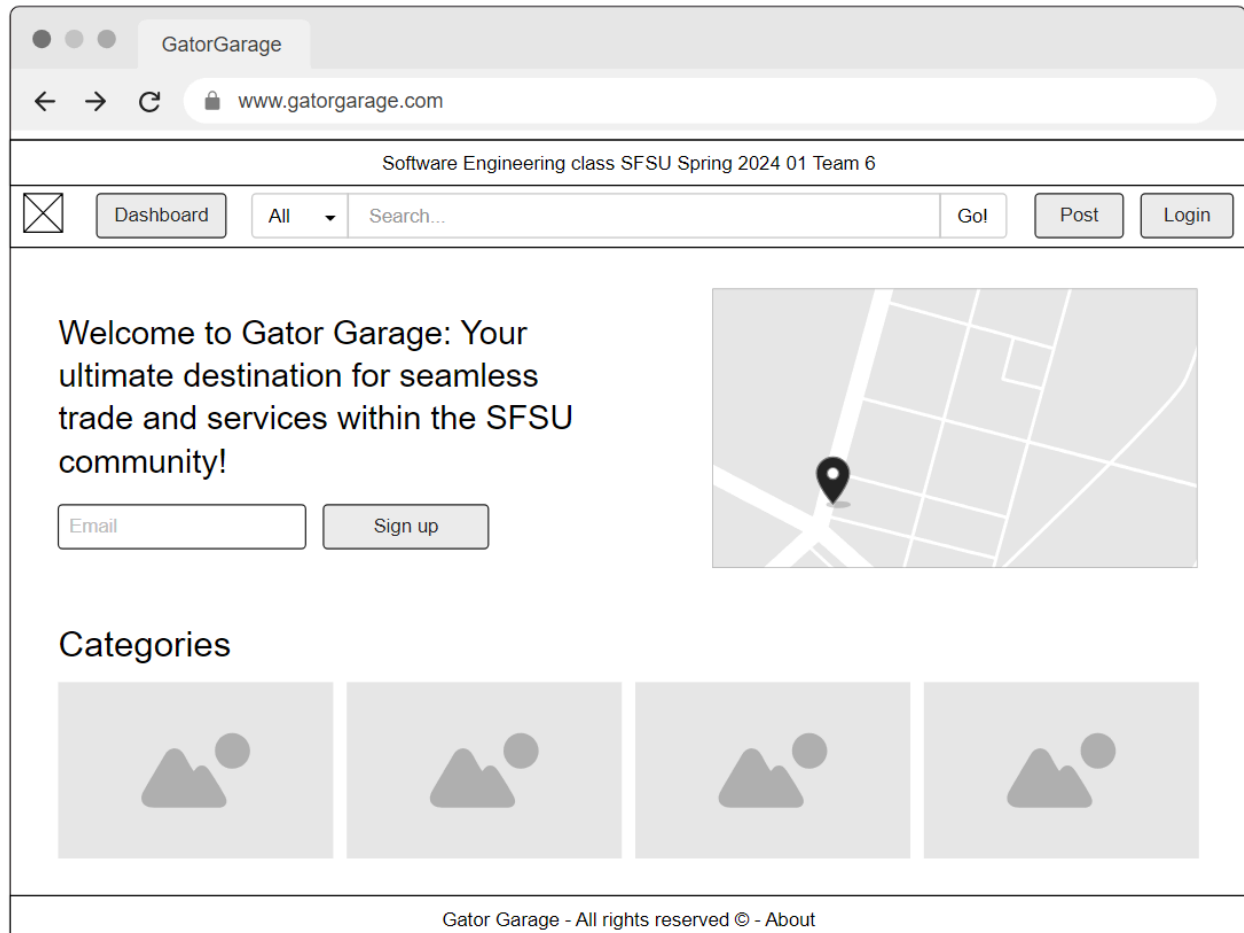 GatorGarage
www.gatorgarage.com
Software Engineering class SFSU Spring 2024 01 Team 6
Dashboard All Search... Go! Post Login
Welcome to Gator Garage: Your
ultimate destination for seamless
trade and services within the SFSU
community!
Email Sign up
Categories
Gator Garage - All rights reserved © - About